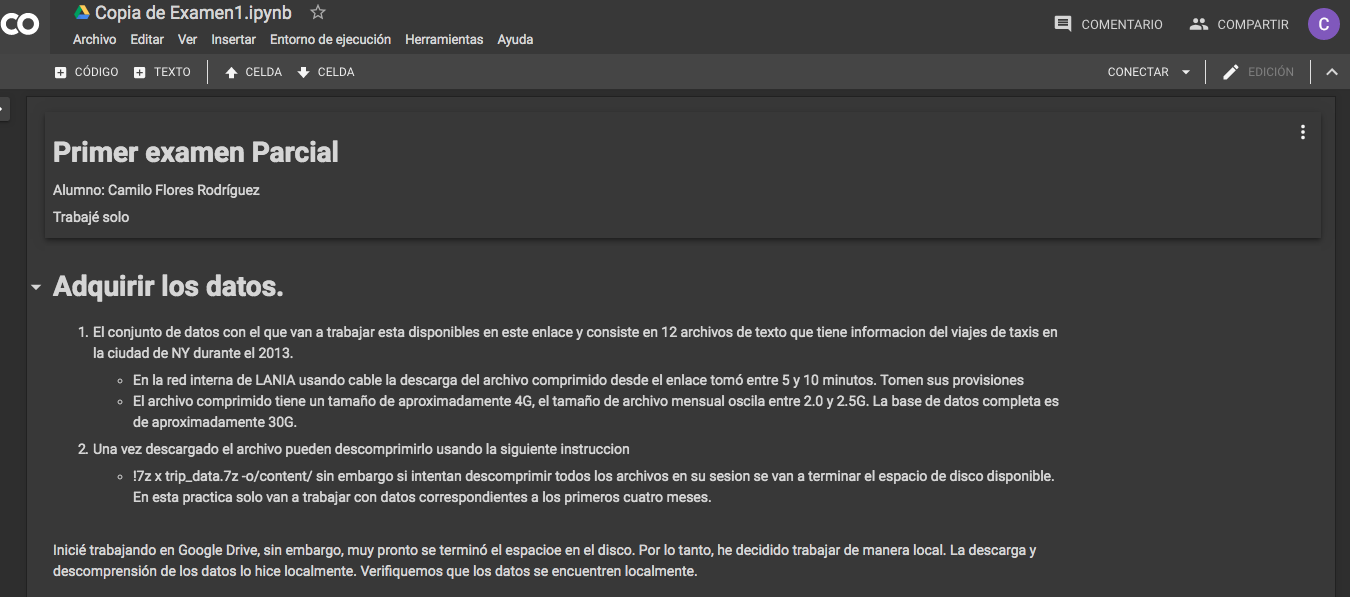 CO
Copia de Examen1.ipynb
Archivo Editar Ver Insertar Entorno de ejecución Herramientas Ayuda
COMENTARIO COMPARTIR C
CÓDIGO TEXTO CELDA CELDA
CONECTAR EDICIÓN
Primer examen Parcial
Alumno: Camilo Flores Rodríguez
Trabajé solo
Adquirir los datos.
1. El conjunto de datos con el que van a trabajar esta disponibles en este enlace y consiste en 12 archivos de texto que tiene informacion del viajes de taxis en
la ciudad de NY durante el 2013.
En la red interna de LANIA usando cable la descarga del archivo comprimido desde el enlace tomó entre 5 y 10 minutos. Tomen sus provisiones
El archivo comprimido tiene un tamaño de aproximadamente 4G, el tamaño de archivo mensual oscila entre 2.0 y 2.5G. La base de datos completa es
de aproximadamente 30G.
2. Una vez descargado el archivo pueden descomprimirlo usando la siguiente instruccion
!7z x trip_data.7z -o/content/ sin embargo si intentan descomprimir todos los archivos en su sesion se van a terminar el espacio de disco disponible.
En esta practica solo van a trabajar con datos correspondientes a los primeros cuatro meses.
Inicié trabajando en Google Drive, sin embargo, muy pronto se terminó el espacioe en el disco. Por lo tanto, he decidido trabajar de manera local. La descarga y
descomprensión de los datos lo hice localmente. Verifiquemos que los datos se encuentren localmente.